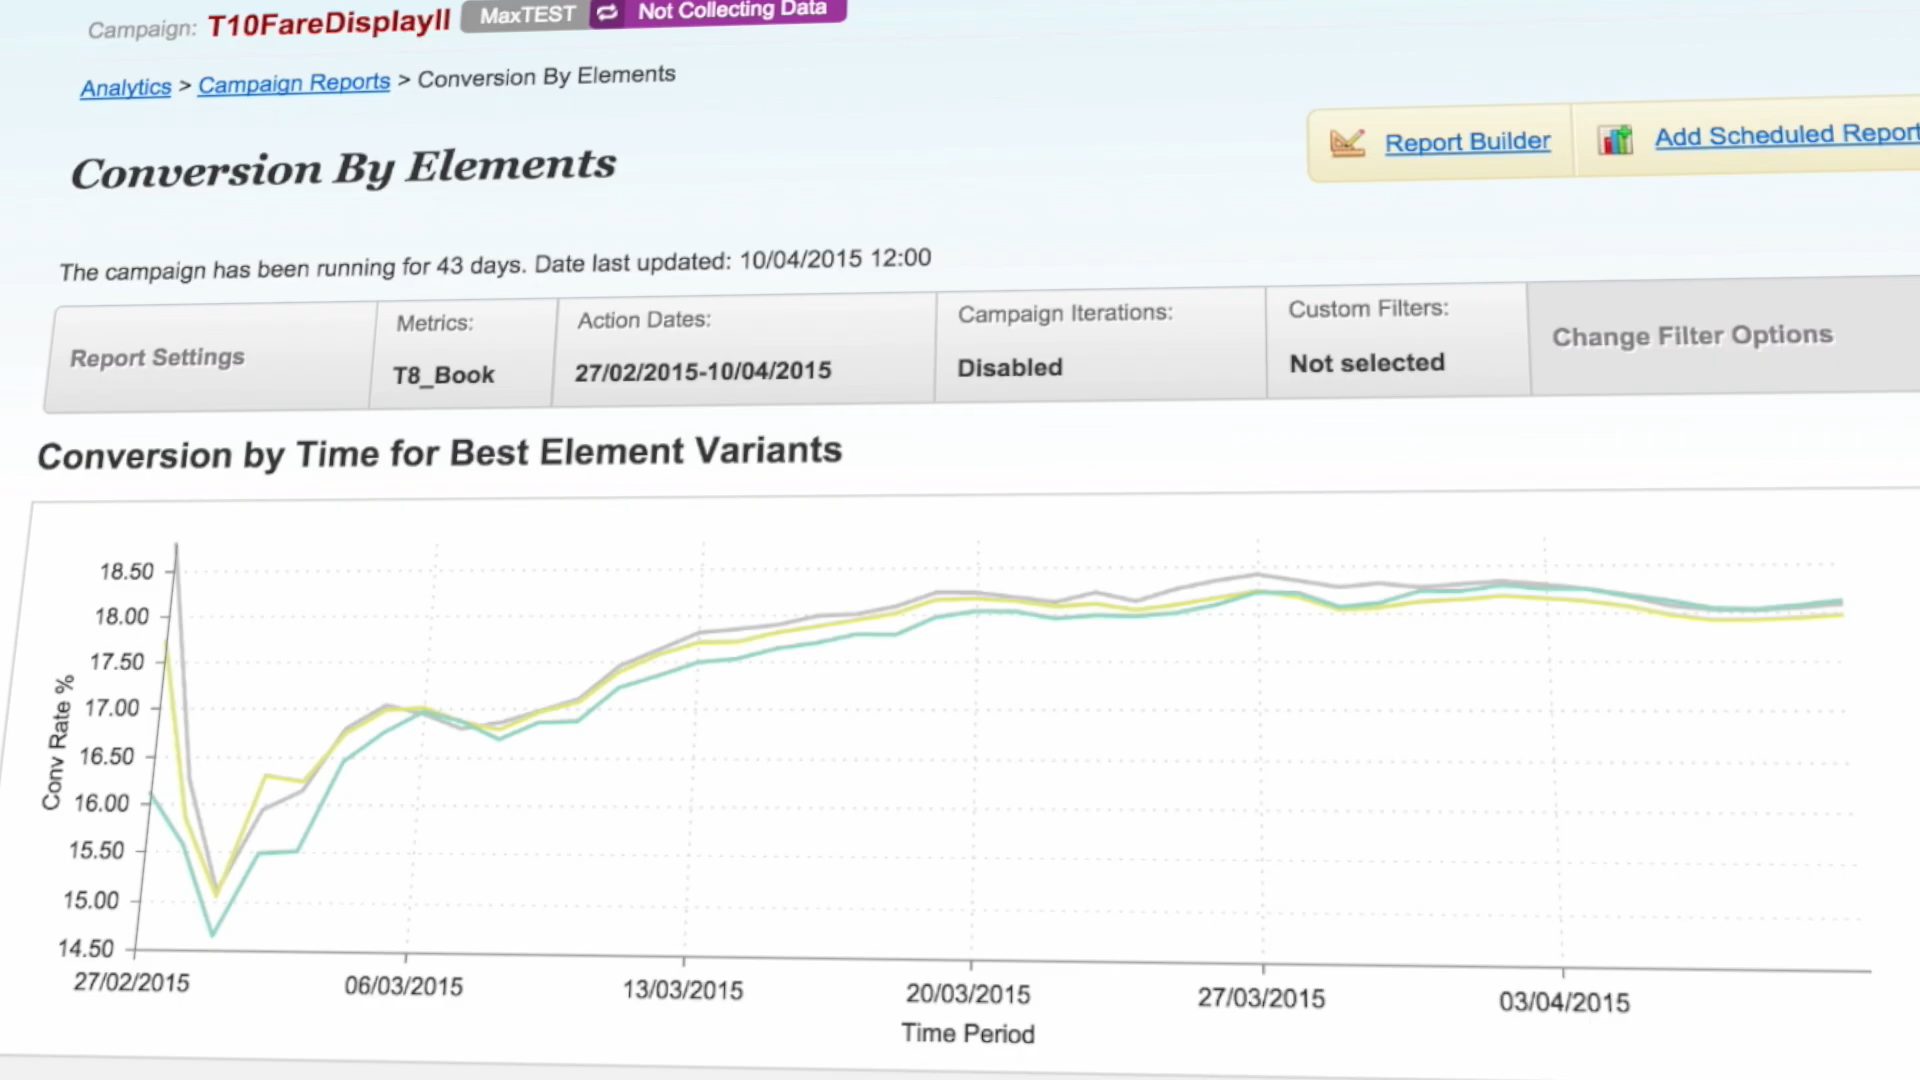 Campaign: T10FareDisplayII MaxTEST Not Collecting Data
Analytics > Campaign Reports > Conversion By Elements
Report Builder Add Scheduled Report
Conversion By Elements
The campaign has been running for 43 days. Date last updated: 10/04/2015 12:00
Report Settings
Metrics:
T8_Book
Action Dates:
27/02/2015-10/04/2015
Campaign Iterations:
Disabled
Custom Filters:
Not selected
Change Filter Options
Conversion by Time for Best Element Variants
Conv Rate %
18.50
18.00
17.50
17.00
16.50
16.00
15.50
15.00
14.50
27/02/2015 06/03/2015 13/03/2015 20/03/2015 27/03/2015 03/04/2015
Time Period